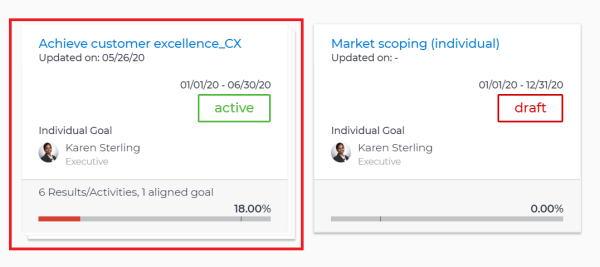 Achieve customer excellence_CX
Updated on: 05/26/20
01/01/20 - 06/30/20
active
Individual Goal
Karen Sterling
Executive
6 Results/Activities, 1 aligned goal
18.00%
Market scoping (individual)
Updated on: -
01/01/20 - 12/31/20
draft
Individual Goal
Karen Sterling
Executive
0.00%